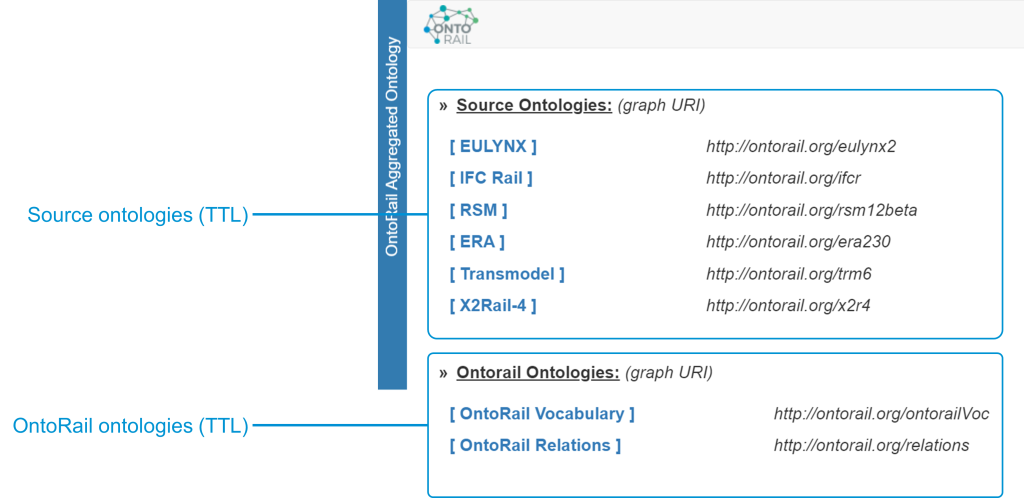 ONTO
RAIL
OntoRail Aggregated Ontology
» Source Ontologies: (graph URI)
[ EULYNX ] http://ontorail.org/eulynx2
[ IFC Rail ] http://ontorail.org/ifcr
[ RSM ] http://ontorail.org/rsm12beta
[ ERA ] http://ontorail.org/era230
[ Transmodel ] http://ontorail.org/trm6
[ X2Rail-4 ] http://ontorail.org/x2r4
Source ontologies (TTL)
» Ontorail Ontologies: (graph URI)
[ OntoRail Vocabulary ] http://ontorail.org/ontorailVoc
[ OntoRail Relations ] http://ontorail.org/relations
OntoRail ontologies (TTL)